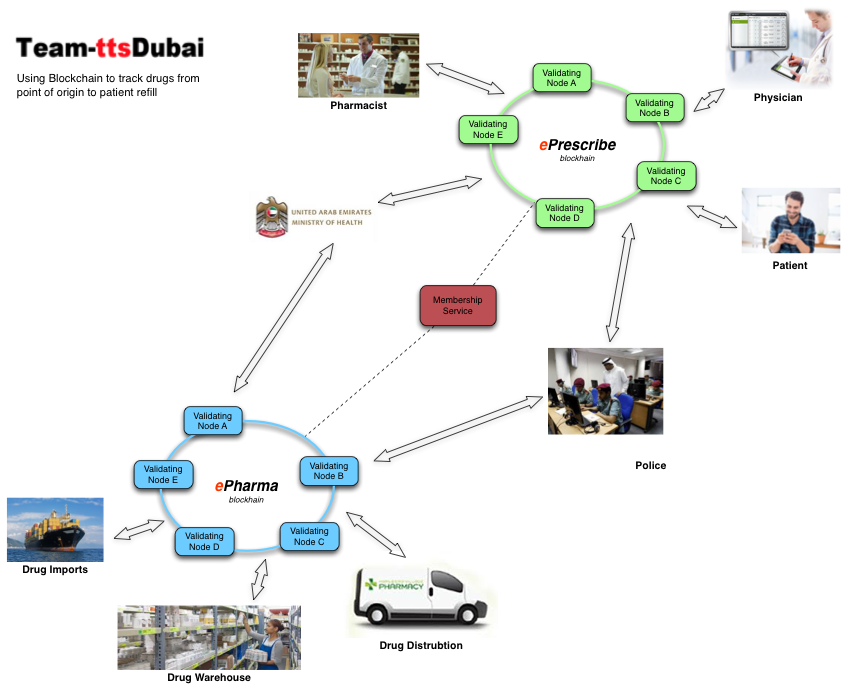 Team-ttsDubai
Using Blockchain to track drugs from
point of origin to patient refill
Pharmacist
Physician
Validating
Node A
Validating
Node B
Validating
Node E
ePrescribe
blockhain
Validating
Node C
Validating
Node D
UNITED ARAB EMIRATES
MINISTRY OF HEALTH
Patient
Membership
Service
Police
Validating
Node A
Validating
Node E
ePharma
blockhain
Validating
Node B
Validating
Node D
Validating
Node C
Drug Imports
PHARMACY
Drug Distrubtion
Drug Warehouse